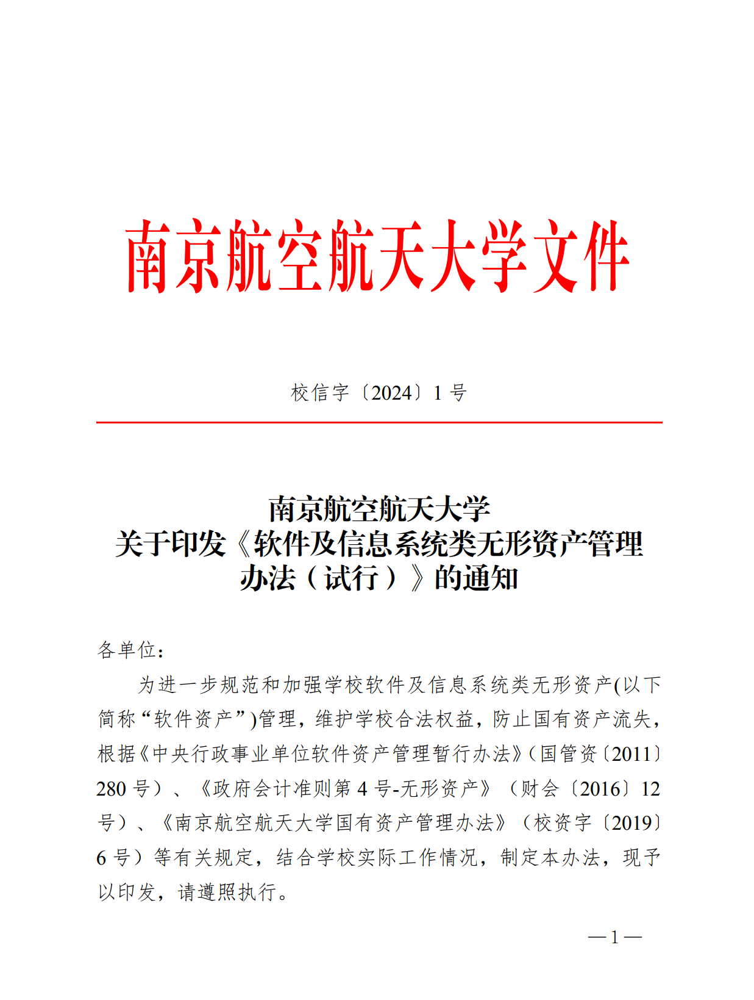 南京航空航天大学文件
校信字〔2024〕1 号
南京航空航天大学
关于印发《软件及信息系统类无形资产管理
办法（试行）》的通知
各单位：
为进一步规范和加强学校软件及信息系统类无形资产(以下
简称“软件资产”)管理，维护学校合法权益，防止国有资产流失，
根据《中央行政事业单位软件资产管理暂行办法》（国管资〔2011〕
280 号）、《政府会计准则第 4 号-无形资产》（财会〔2016〕12
号）、《南京航空航天大学国有资产管理办法》（校资字〔2019〕
6 号）等有关规定，结合学校实际工作情况，制定本办法，现予
以印发，请遵照执行。
— 1 —